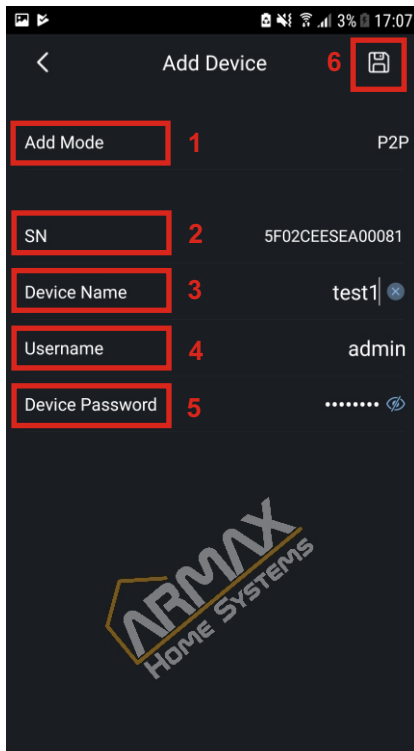 3% 17:07
Add Device 6
Add Mode 1 P2P
SN 2 5F02CEESEA00081
Device Name 3 test1
Username 4 admin
Device Password 5 ••••••••
ARMAX
Home Systems